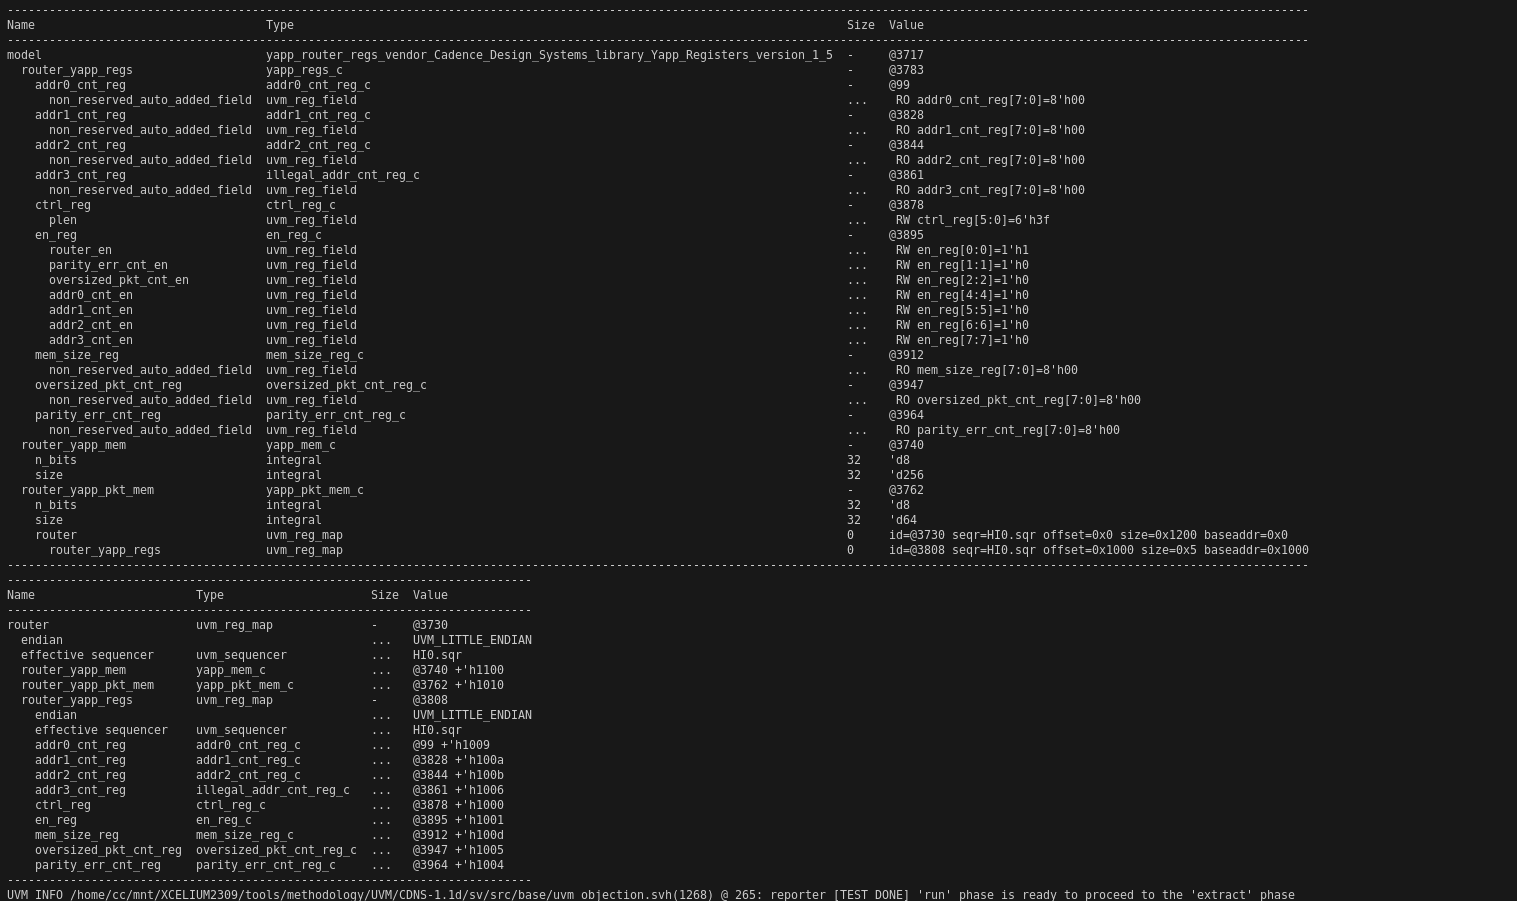 Name Type Size Value
model yapp_router_regs_vendor_Cadence_Design_Systems_library_Yapp_Registers_version_1_5 - @3717
router_yapp_regs yapp_regs_c - @3783
addr0_cnt_reg addr0_cnt_reg_c - @99
non_reserved_auto_added_field uvm_reg_field ... RO addr0_cnt_reg[7:0]=8'h00
addr1_cnt_reg addr1_cnt_reg_c - @3828
non_reserved_auto_added_field uvm_reg_field ... RO addr1_cnt_reg[7:0]=8'h00
addr2_cnt_reg addr2_cnt_reg_c - @3844
non_reserved_auto_added_field uvm_reg_field ... RO addr2_cnt_reg[7:0]=8'h00
addr3_cnt_reg illegal_addr_cnt_reg_c - @3861
non_reserved_auto_added_field uvm_reg_field ... RO addr3_cnt_reg[7:0]=8'h00
ctrl_reg ctrl_reg_c - @3878
plen uvm_reg_field ... RW ctrl_reg[5:0]=6'h3f
en_reg en_reg_c - @3895
router_en uvm_reg_field ... RW en_reg[0:0]=1'h1
parity_err_cnt_en uvm_reg_field ... RW en_reg[1:1]=1'h0
oversized_pkt_cnt_en uvm_reg_field ... RW en_reg[2:2]=1'h0
addr0_cnt_en uvm_reg_field ... RW en_reg[4:4]=1'h0
addr1_cnt_en uvm_reg_field ... RW en_reg[5:5]=1'h0
addr2_cnt_en uvm_reg_field ... RW en_reg[6:6]=1'h0
addr3_cnt_en uvm_reg_field ... RW en_reg[7:7]=1'h0
mem_size_reg mem_size_reg_c - @3912
non_reserved_auto_added_field uvm_reg_field ... RO mem_size_reg[7:0]=8'h00
oversized_pkt_cnt_reg oversized_pkt_cnt_reg_c - @3947
non_reserved_auto_added_field uvm_reg_field ... RO oversized_pkt_cnt_reg[7:0]=8'h00
parity_err_cnt_reg parity_err_cnt_reg_c - @3964
non_reserved_auto_added_field uvm_reg_field ... RO parity_err_cnt_reg[7:0]=8'h00
router_yapp_mem yapp_mem_c - @3740
n_bits integral 32 'd8
size integral 32 'd256
router_yapp_pkt_mem yapp_pkt_mem_c - @3762
n_bits integral 32 'd8
size integral 32 'd64
router uvm_reg_map 0 id=@3730 seqr=HI0.sqr offset=0x0 size=0x1200 baseaddr=0x0
router_yapp_regs uvm_reg_map 0 id=@3808 seqr=HI0.sqr offset=0x1000 size=0x5 baseaddr=0x1000
Name Type Size Value
router uvm_reg_map - @3730
endian ... UVM_LITTLE_ENDIAN
effective sequencer uvm_sequencer ... HI0.sqr
router_yapp_mem yapp_mem_c ... @3740 +'h1100
router_yapp_pkt_mem yapp_pkt_mem_c ... @3762 +'h1010
router_yapp_regs uvm_reg_map - @3808
endian ... UVM_LITTLE_ENDIAN
effective sequencer uvm_sequencer ... HI0.sqr
addr0_cnt_reg addr0_cnt_reg_c ... @99 +'h1009
addr1_cnt_reg addr1_cnt_reg_c ... @3828 +'h100a
addr2_cnt_reg addr2_cnt_reg_c ... @3844 +'h100b
addr3_cnt_reg illegal_addr_cnt_reg_c ... @3861 +'h1006
ctrl_reg ctrl_reg_c ... @3878 +'h1000
en_reg en_reg_c ... @3895 +'h1001
mem_size_reg mem_size_reg_c ... @3912 +'h100d
oversized_pkt_cnt_reg oversized_pkt_cnt_reg_c ... @3947 +'h1005
parity_err_cnt_reg parity_err_cnt_reg_c ... @3964 +'h1004
UVM_INFO /home/cc/mnt/XCELIUM2309/tools/methodology/UVM/CDNS-1.1d/sv/src/base/uvm_objection.svh(1268) @ 265: reporter [TEST_DONE] 'run' phase is ready to proceed to the 'extract' phase